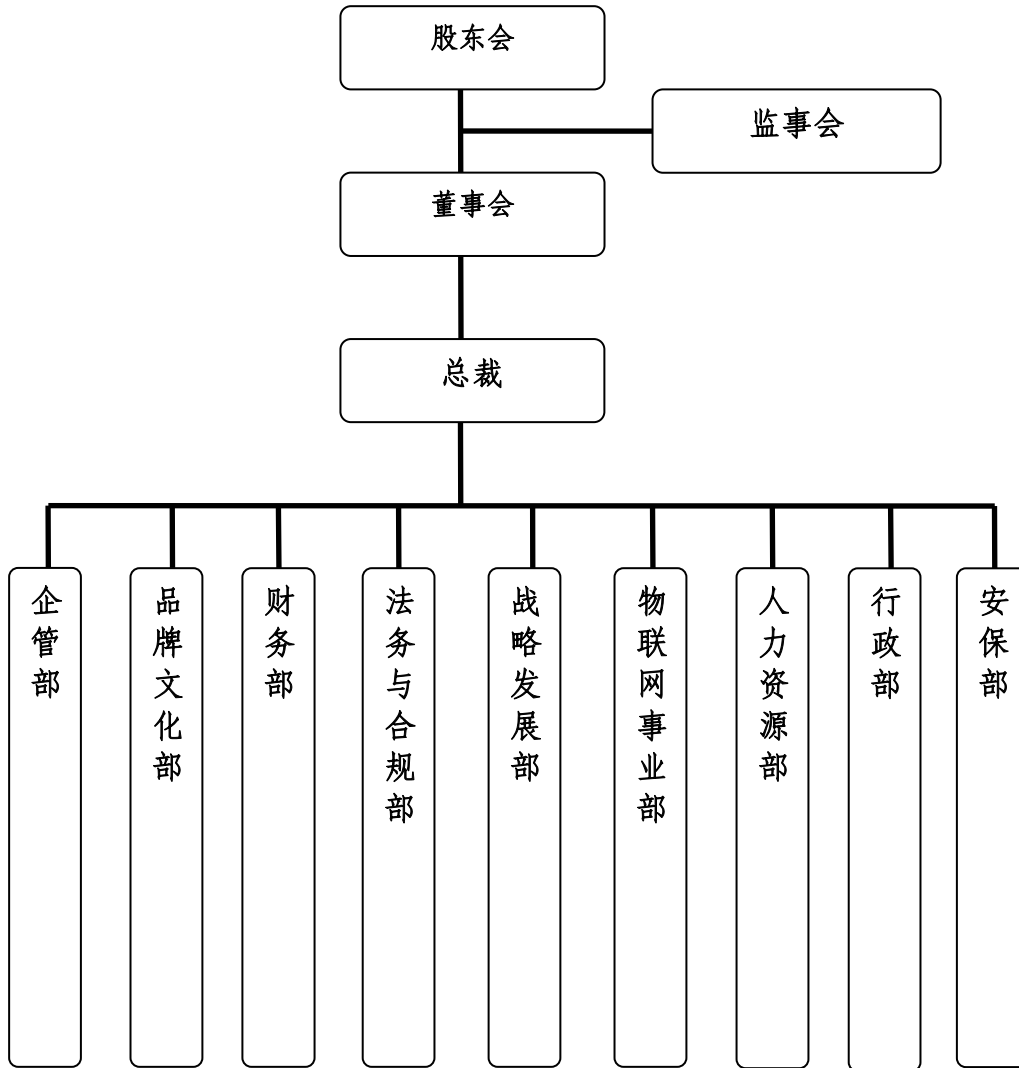 股东会
监事会
董事会
总裁
企管部
品牌文化部
财务部
法务与合规部
战略发展部
物联网事业部
人力资源部
行政部
安保部